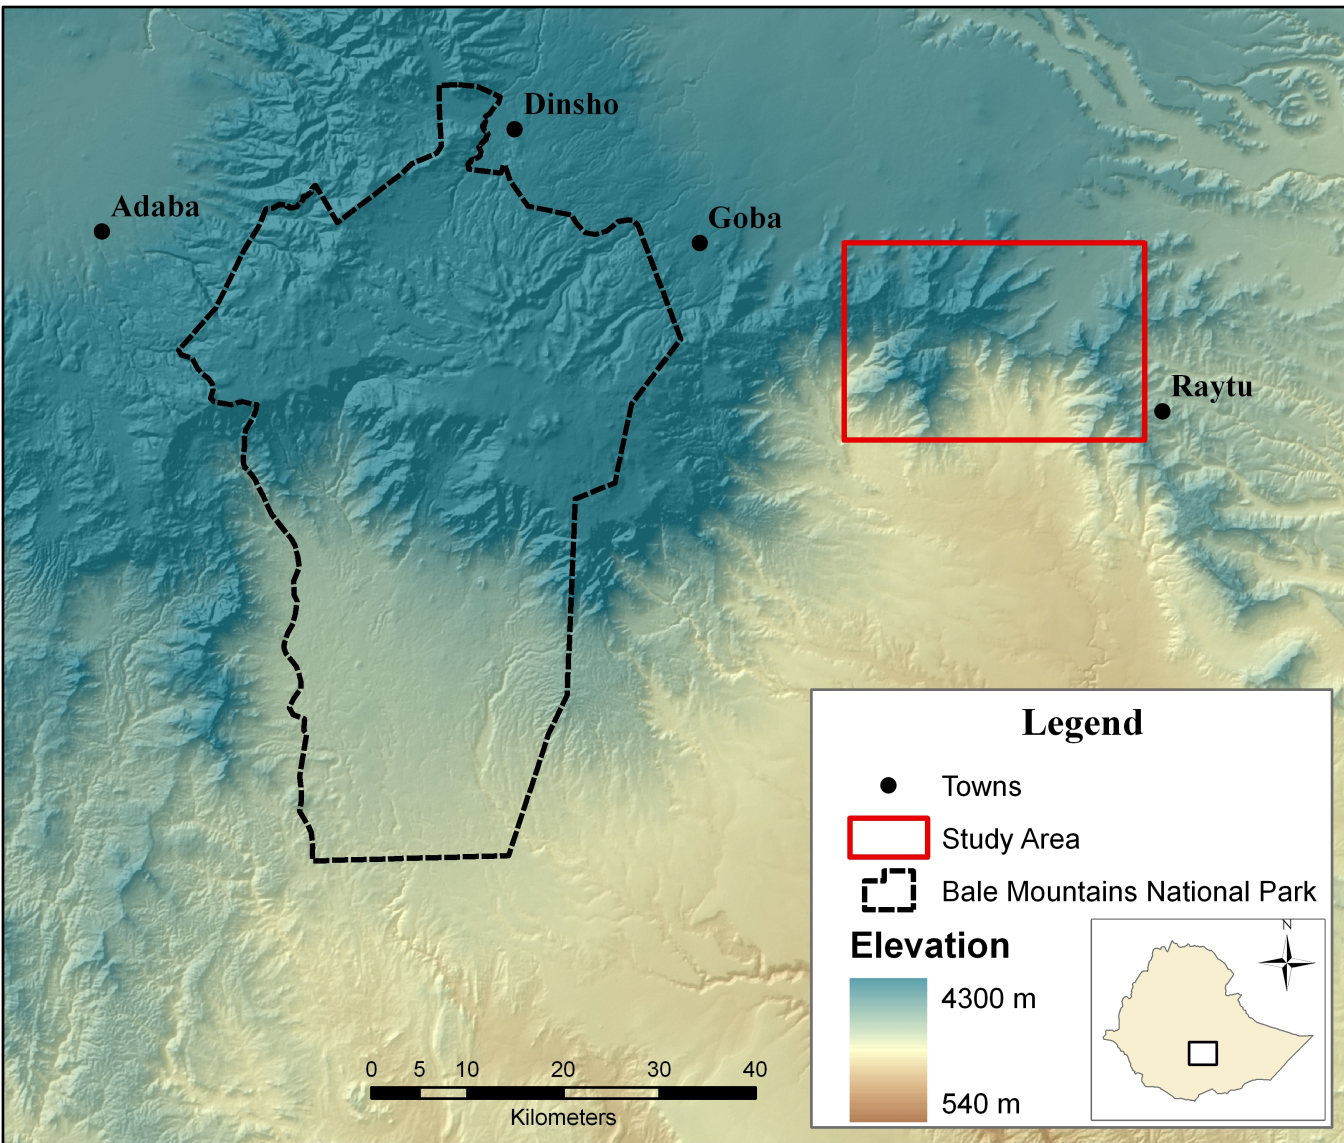 Dinsho
Adaba
Goba
Raytu
Legend
Towns
Study Area
Bale Mountains National Park
Elevation
4300 m
540 m
N
0 5 10 20 30 40
Kilometers